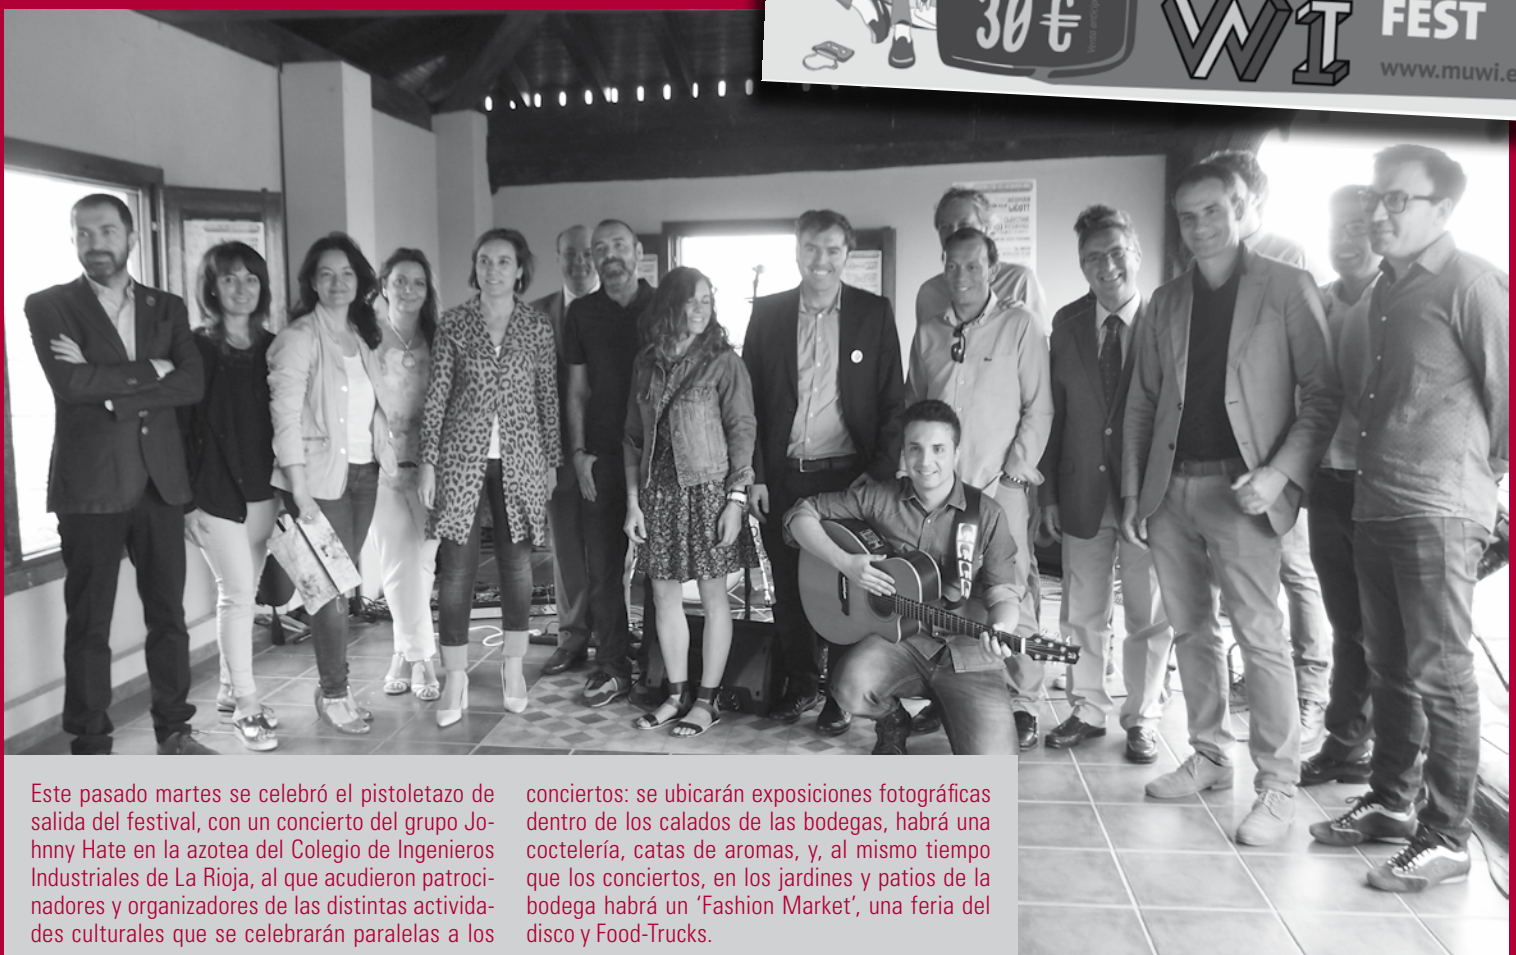 30 €
WI
FEST
www.muwi.e
Este pasado martes se celebró el pistoletazo de
salida del festival, con un concierto del grupo Jo-
hnny Hate en la azotea del Colegio de Ingenieros
Industriales de La Rioja, al que acudieron patroci-
nadores y organizadores de las distintas activida-
des culturales que se celebrarán paralelas a los
conciertos: se ubicarán exposiciones fotográficas
dentro de los calados de las bodegas, habrá una
coctelería, catas de aromas, y, al mismo tiempo
que los conciertos, en los jardines y patios de la
bodega habrá un ‘Fashion Market’, una feria del
disco y Food-Trucks.